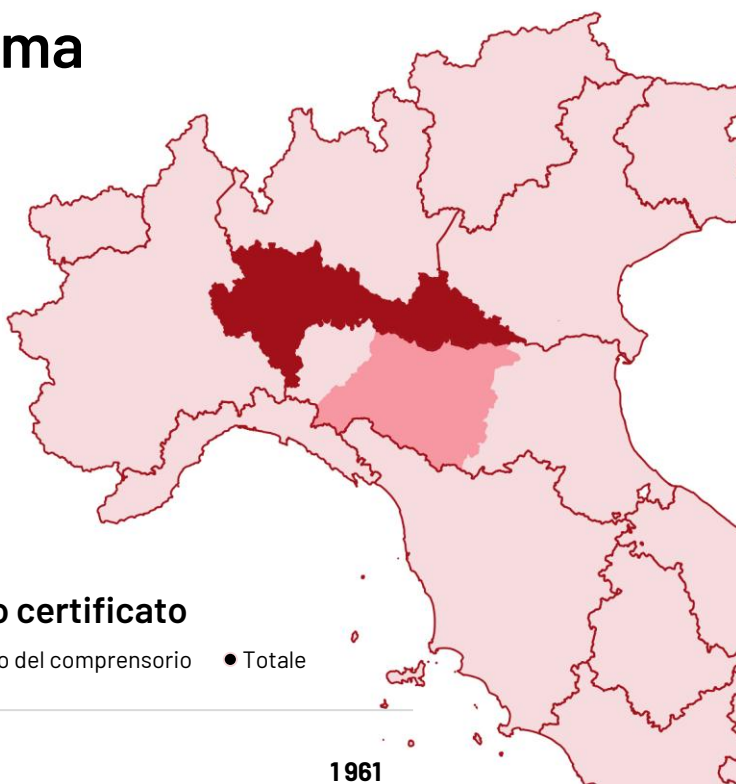 ma
o certificato
o del comprensorio
Totale
1961